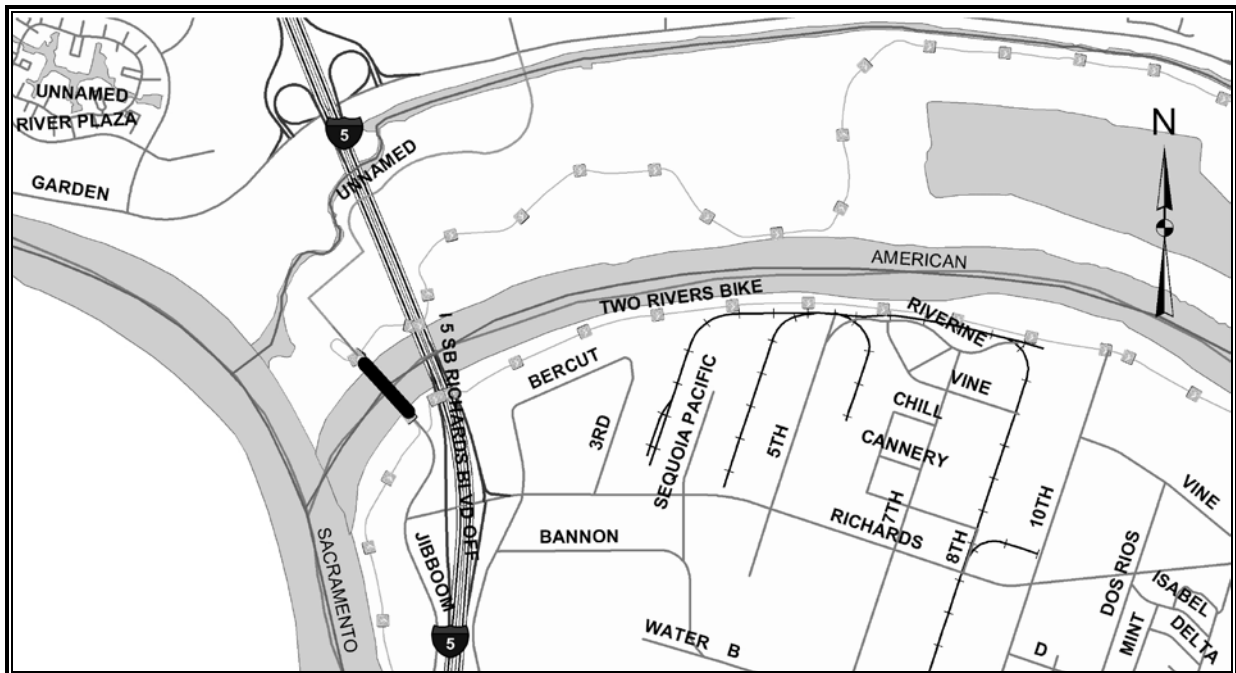 UNNAMED
RIVER PLAZA
5
UNNAMED
GARDEN
N
AMERICAN
TWO RIVERS BIKE
RIVERINE
I 5 SB RICHARDS BLVD OFF
BERCUT
3RD
SEQUOIA PACIFIC
5TH
VINE
CHILL
CANNERY
7TH
RICHARDS
8TH
10TH
VINE
BANNON
JIBBOOM
SACRAMENTO
DOS RIOS
ISABEL
DELTA
MINT
WATER B
D
5